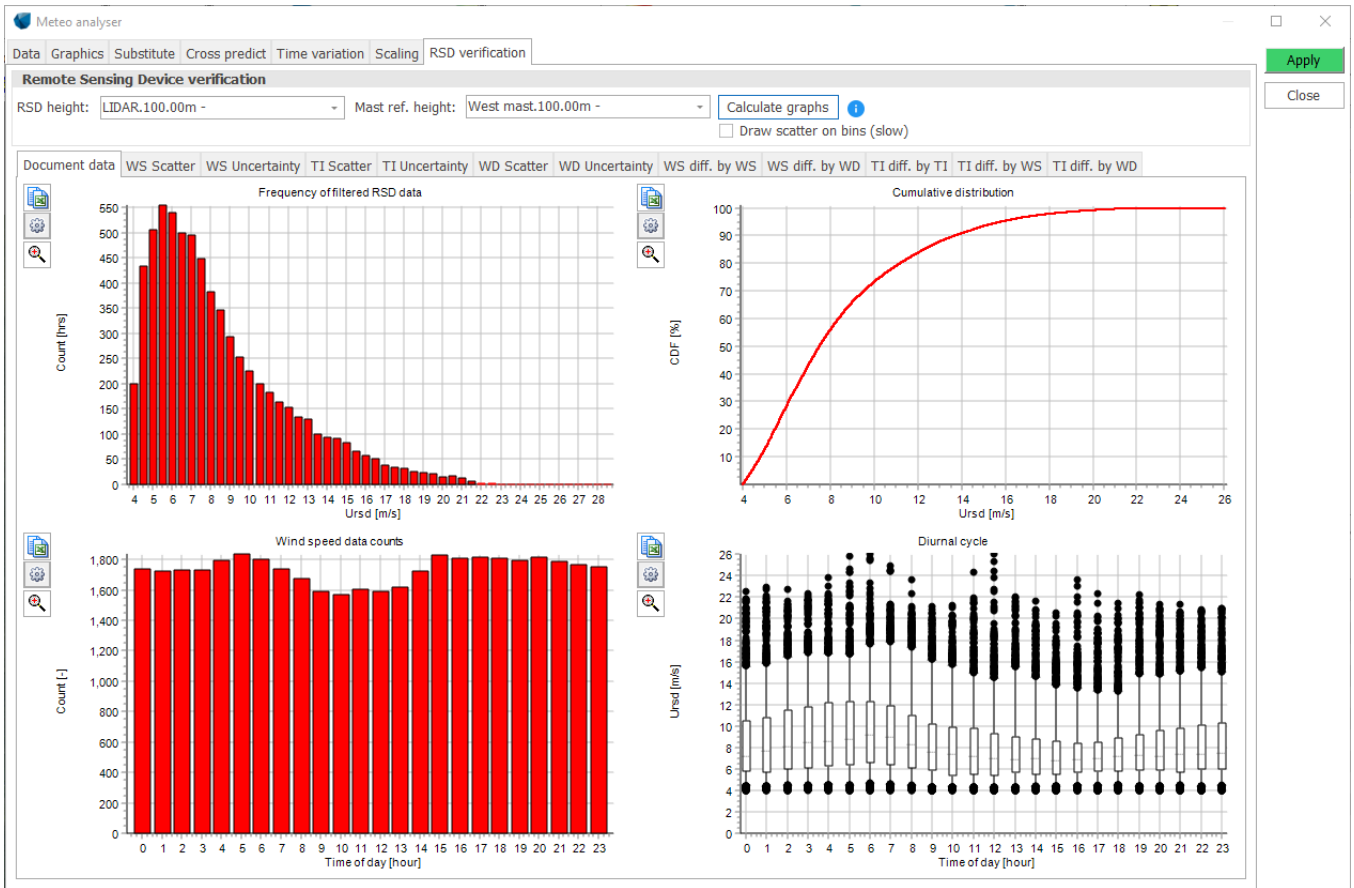 Meteo analyser
Data Graphics Substitute Cross predict Time variation Scaling RSD verification
Apply
Close
Remote Sensing Device verification
RSD height: LIDAR.100.00m - Mast ref. height: West mast.100.00m - Calculate graphs i
Draw scatter on bins (slow)
Document data WS Scatter WS Uncertainty TI Scatter TI Uncertainty WD Scatter WD Uncertainty WS diff. by WS WS diff. by WD TI diff. by TI TI diff. by WS TI diff. by WD
Frequency of filtered RSD data
550
500
450
400
350
300
250
200
150
100
50
0
Count [hrs]
4 5 6 7 8 9 10 11 12 13 14 15 16 17 18 19 20 21 22 23 24 25 26 27 28
Ursd [m/s]
Cumulative distribution
100
90
80
70
60
50
40
30
20
10
CDF [%]
4 6 8 10 12 14 16 18 20 22 24 26
Ursd [m/s]
Wind speed data counts
1,800
1,600
1,400
1,200
1,000
800
600
400
200
0
Count [-]
0 1 2 3 4 5 6 7 8 9 10 11 12 13 14 15 16 17 18 19 20 21 22 23
Time of day [hour]
Diurnal cycle
26
24
22
20
18
16
14
12
10
8
6
4
2
0
Ursd [m/s]
0 1 2 3 4 5 6 7 8 9 10 11 12 13 14 15 16 17 18 19 20 21 22 23
Time of day [hour]